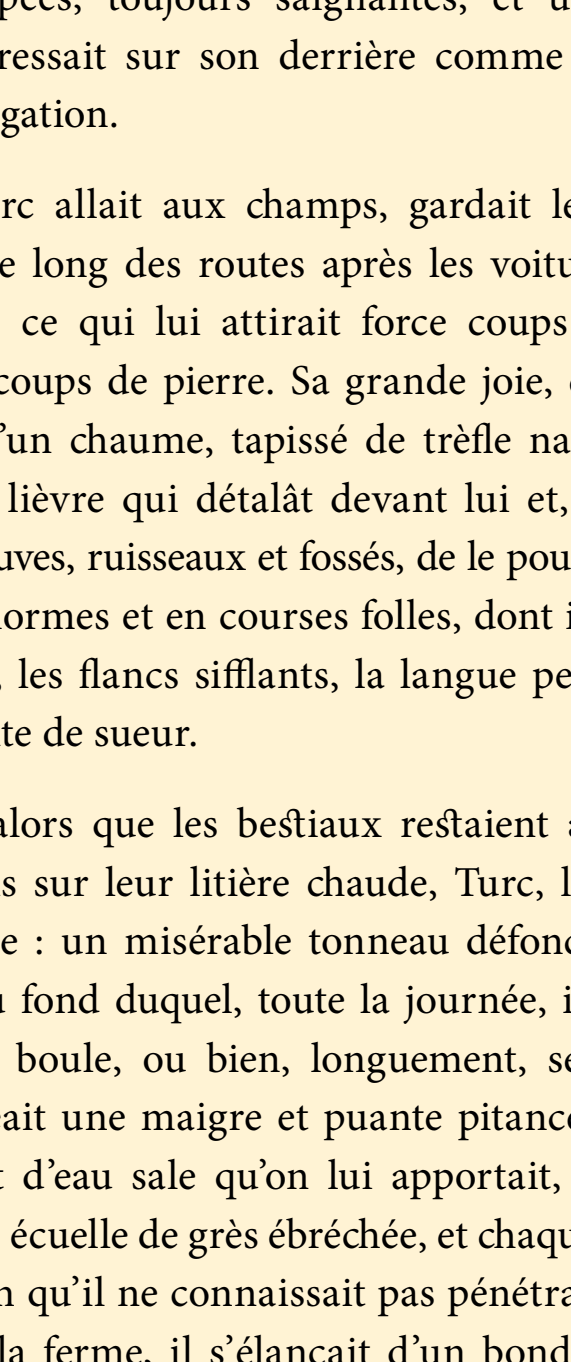 pées, toujours saignantes, et u
ressait sur son derrière comme
gation.
rc allait aux champs, gardait le
e long des routes après les voitu
ce qui lui attirait force coups
coups de pierre. Sa grande joie,
'un chaume, tapissé de trèfle na
lièvre qui détalât devant lui et,
uves, ruisseaux et fossés, de le pou
ormes et en courses folles, dont i
, les flancs sifflants, la langue pe
te de sueur.
alors que les bestiaux restaient a
s sur leur litière chaude, Turc, l
e : un misérable tonneau défonc
u fond duquel, toute la journée, i
boule, ou bien, longuement, se
eait une maigre et puante pitance
t d'eau sale qu'on lui apportait,
écuelle de grès ébréchée, et chaqu
n qu'il ne connaissait pas pénétra
la ferme, il s'élançait d'un bond